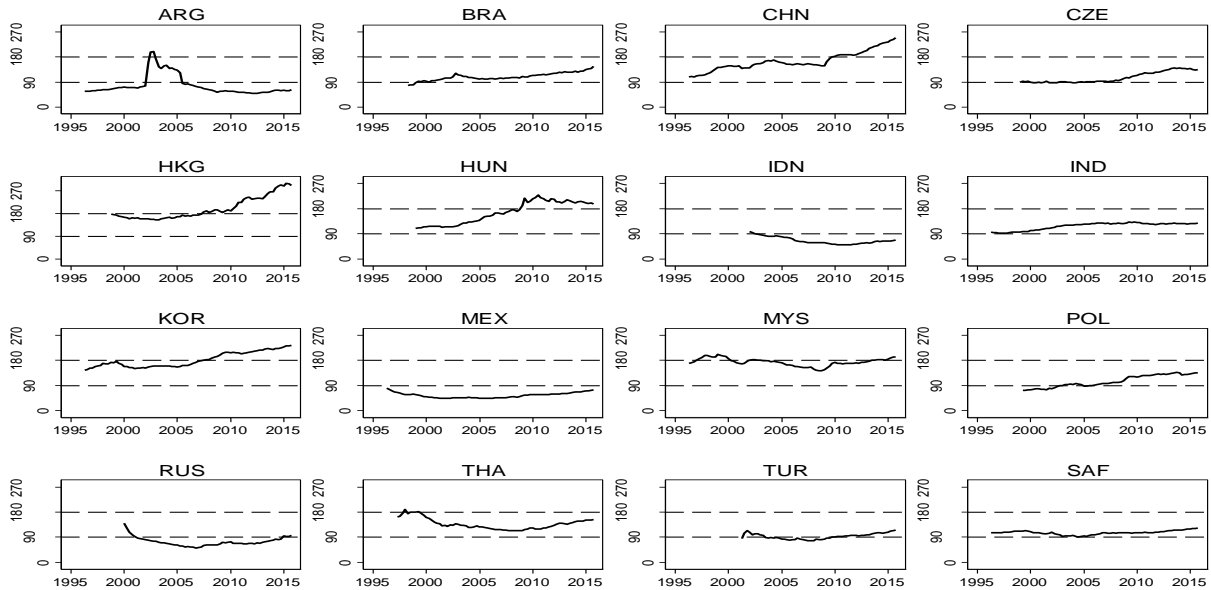 ARG BRA CHN CZE
0 90 180 270 0 90 180 270 0 90 180 270 0 90 180 270
1995 2000 2005 2010 2015 1995 2000 2005 2010 2015 1995 2000 2005 2010 2015 1995 2000 2005 2010 2015
HKG HUN IDN IND
0 90 180 270 0 90 180 270 0 90 180 270 0 90 180 270
1995 2000 2005 2010 2015 1995 2000 2005 2010 2015 1995 2000 2005 2010 2015 1995 2000 2005 2010 2015
KOR MEX MYS POL
0 90 180 270 0 90 180 270 0 90 180 270 0 90 180 270
1995 2000 2005 2010 2015 1995 2000 2005 2010 2015 1995 2000 2005 2010 2015 1995 2000 2005 2010 2015
RUS THA TUR SAF
0 90 180 270 0 90 180 270 0 90 180 270 0 90 180 270
1995 2000 2005 2010 2015 1995 2000 2005 2010 2015 1995 2000 2005 2010 2015 1995 2000 2005 2010 2015